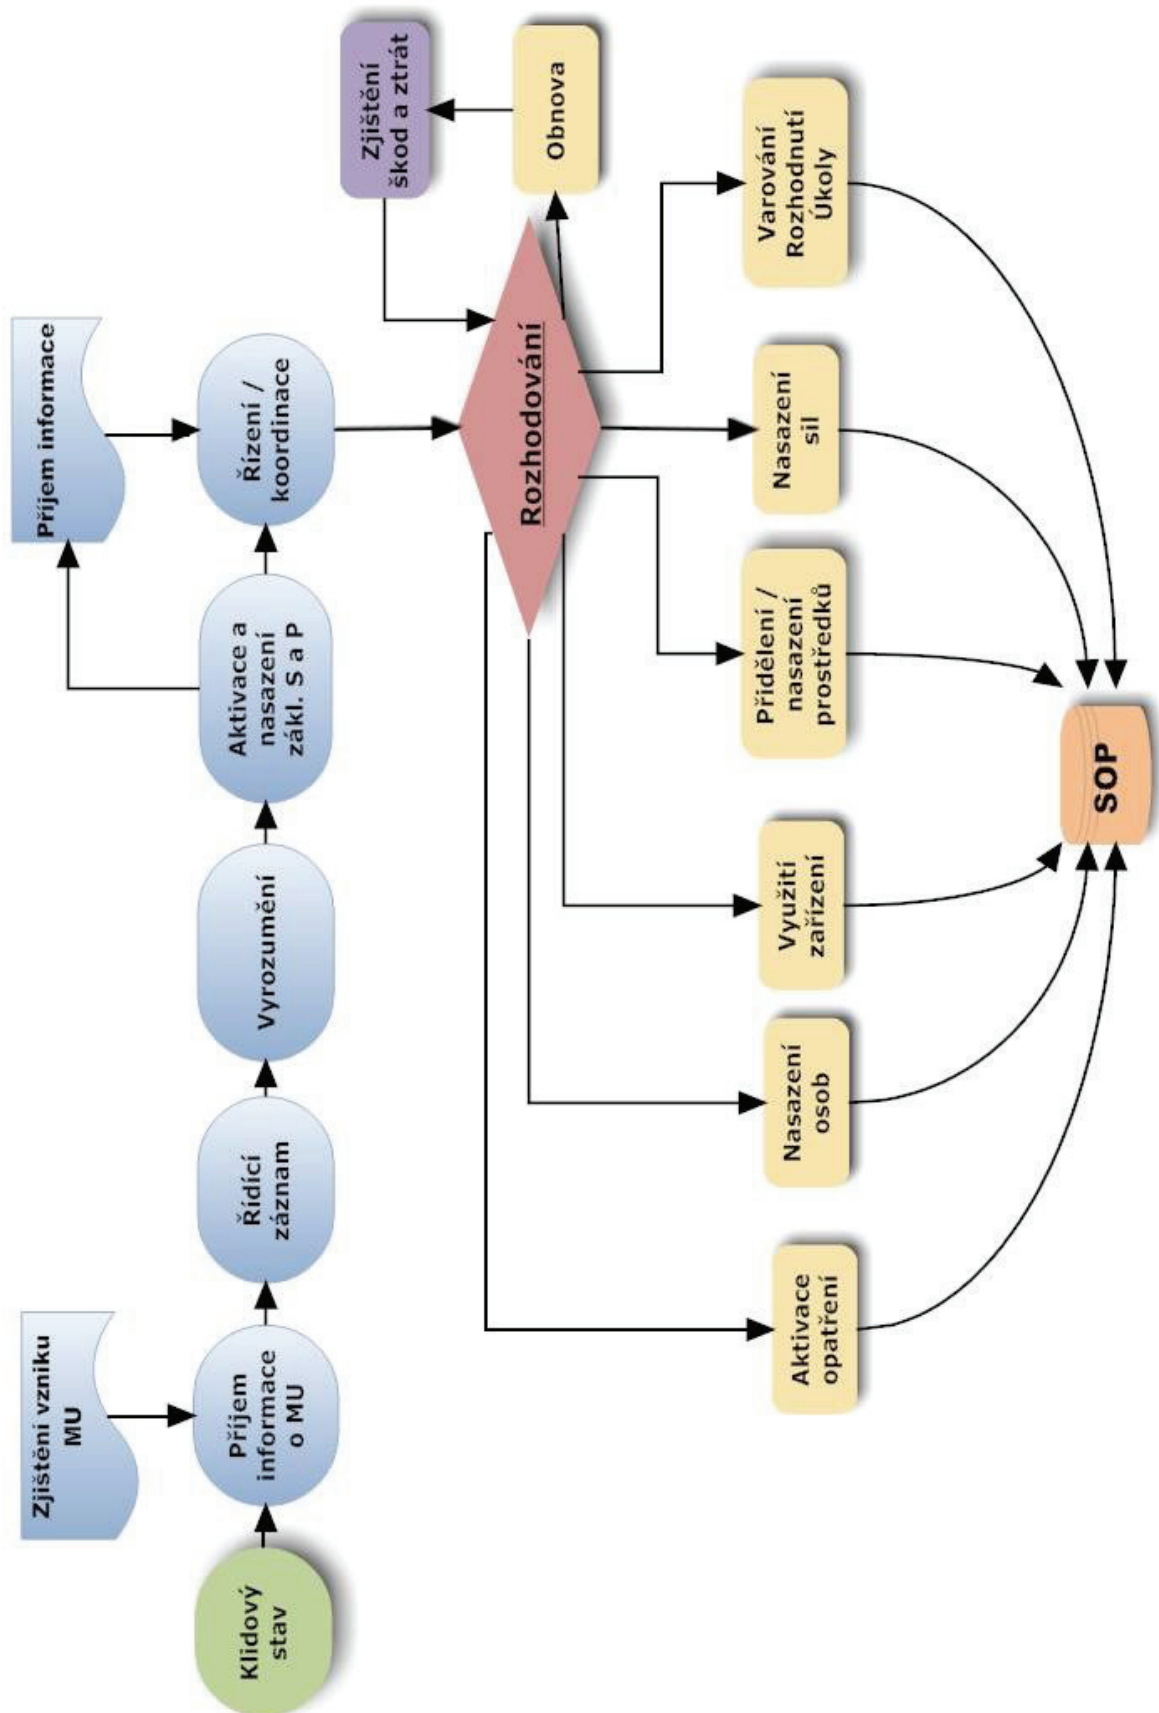 Zjištění vzniku
MU
Příjem informace
Klidový
stav
Příjem
informace
o MU
Řídící
záznam
Vyrozumění
Aktivace a
nasazení
zákl. S a P
Řízení /
koordinace
Zjištění
škod a ztrát
Rozhodování
Obnova
Aktivace
opatření
Nasazení
osob
Využití
zařízení
Přidělení /
nasazení
prostředků
Nasazení
sil
Varování
Rozhodnutí
Úkoly
SOP